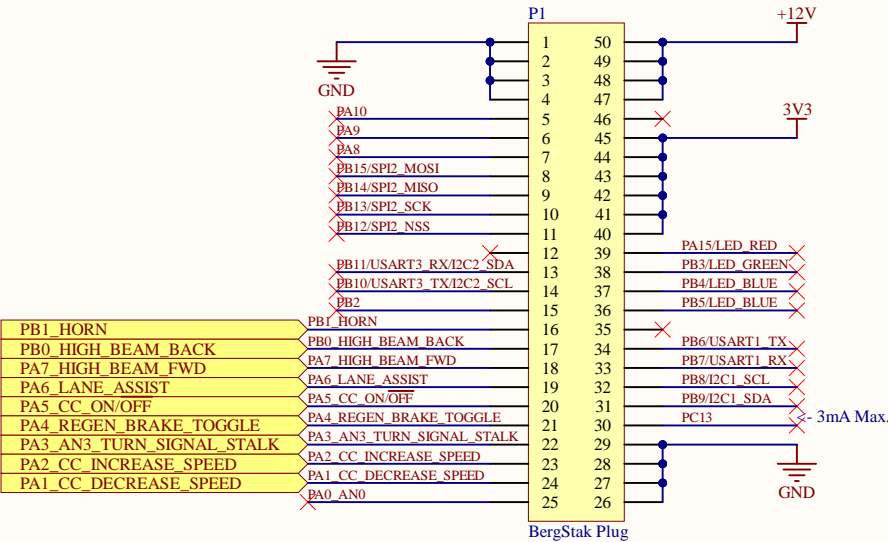 P1
+12V
1 50
2 49
3 48
GND
4 47
PA10 5 46
3V3
PA9 6 45
PA8 7 44
PB15/SPI2_MOSI 8 43
PB14/SPI2_MISO 9 42
PB13/SPI2_SCK 10 41
PB12/SPI2_NSS 11 40
12 39 PA15/LED_RED
PB11/USART3_RX/I2C2_SDA 13 38 PB3/LED_GREEN
PB10/USART3_TX/I2C2_SCL 14 37 PB4/LED_BLUE
PB2 15 36 PB5/LED_BLUE
PB1_HORN PB1_HORN 16 35
PB0_HIGH_BEAM_BACK PB0_HIGH_BEAM_BACK 17 34 PB6/USART1_TX
PA7_HIGH_BEAM_FWD PA7_HIGH_BEAM_FWD 18 33 PB7/USART1_RX
PA6_LANE_ASSIST PA6_LANE_ASSIST 19 32 PB8/I2C1_SCL
PA5_CC_ON/OFF PA5_CC_ON/OFF 20 31 PB9/I2C1_SDA
PA4_REGEN_BRAKE_TOGGLE PA4_REGEN_BRAKE_TOGGLE 21 30 PC13 <- 3mA Max.
PA3_AN3_TURN_SIGNAL_STALK PA3_AN3_TURN_SIGNAL_STALK 22 29
PA2_CC_INCREASE_SPEED PA2_CC_INCREASE_SPEED 23 28
PA1_CC_DECREASE_SPEED PA1_CC_DECREASE_SPEED 24 27
GND
PA0_AN0 25 26
BergStak Plug